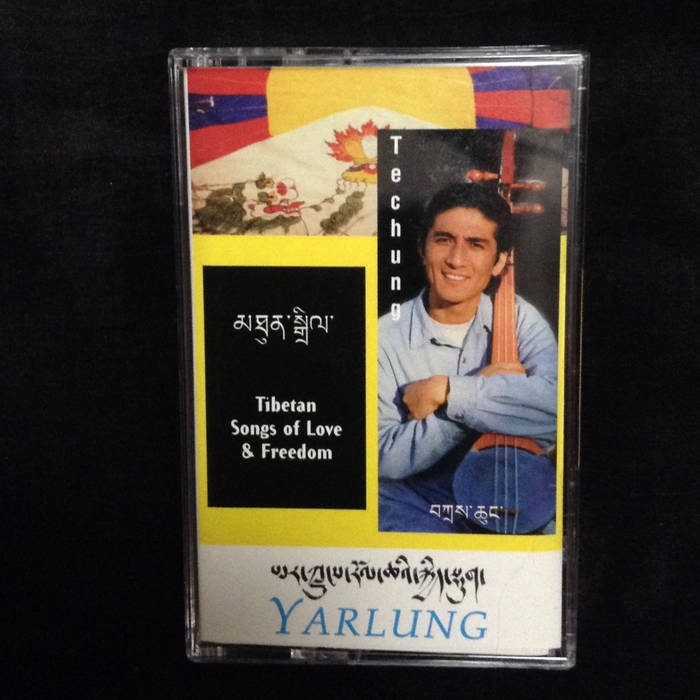 Techung
མཐུན་སྒྲིལ་
Tibetan
Songs of Love
& Freedom
བཀྲས་ཆུང་
YARLUNG